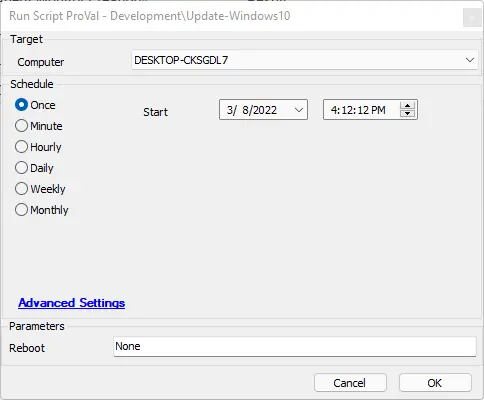 Run Script ProVal - Development\Update-Windows10
Target
Computer DESKTOP-CKSGDL7
Schedule
Once Start 3/ 8/2022 4:12:12 PM
Minute
Hourly
Daily
Weekly
Monthly
Advanced Settings
Parameters
Reboot None
Cancel OK